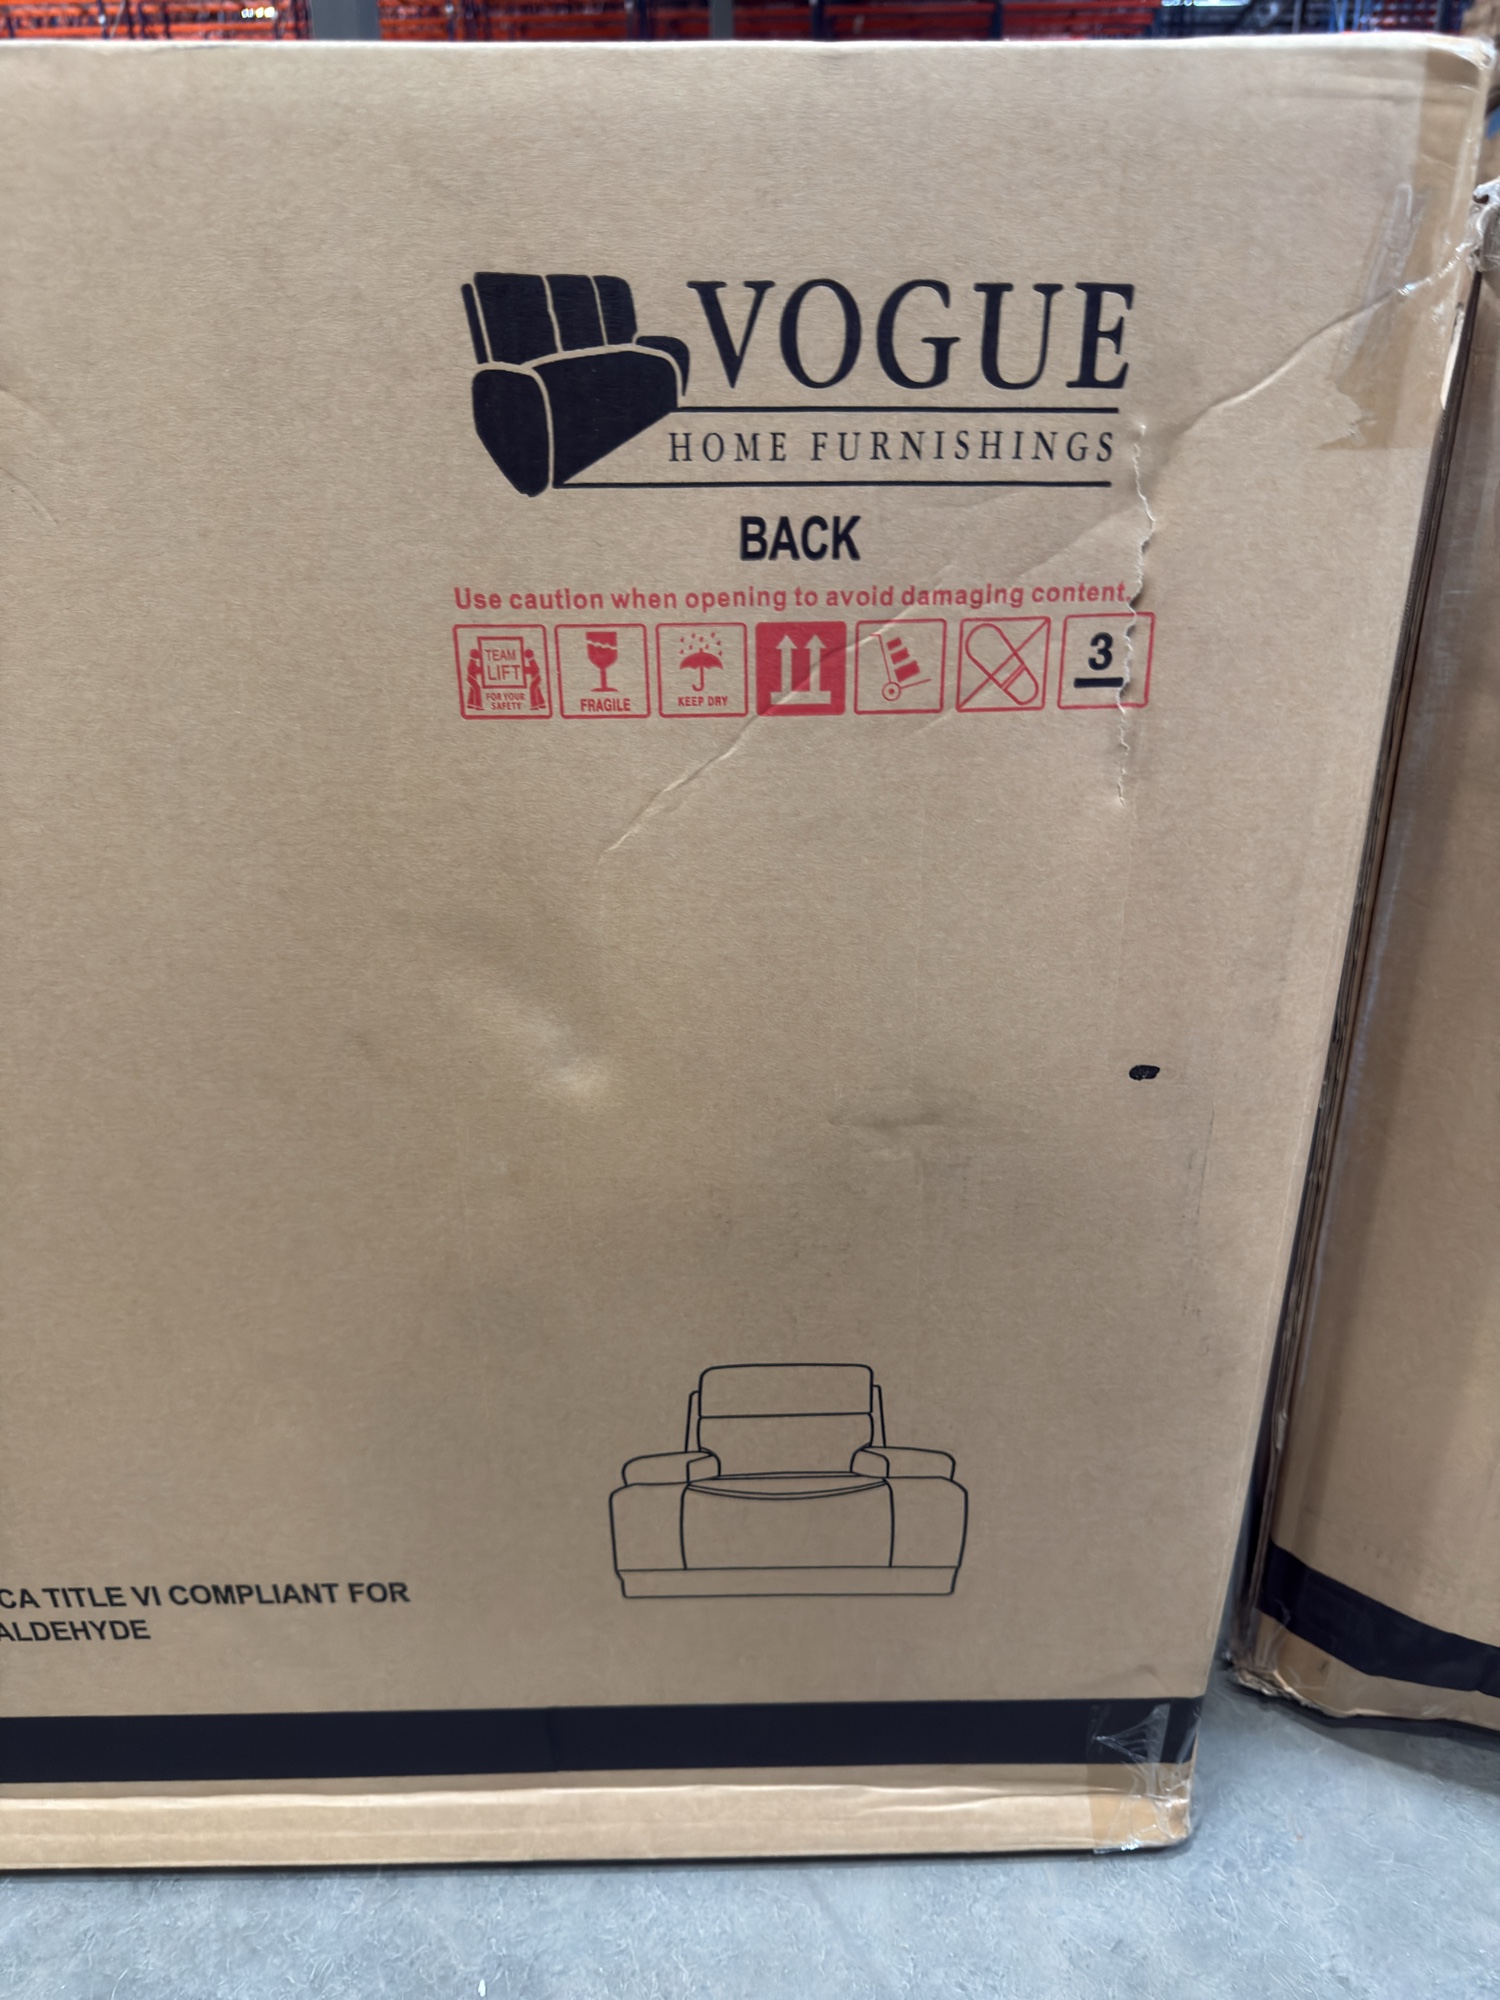 VOGUE
HOME FURNISHINGS
BACK
Use caution when opening to avoid damaging content.
TEAM
LIFT
FOR YOUR
SAFETY
FRAGILE
KEEP DRY
3
CA TITLE VI COMPLIANT FOR
ALDEHYDE